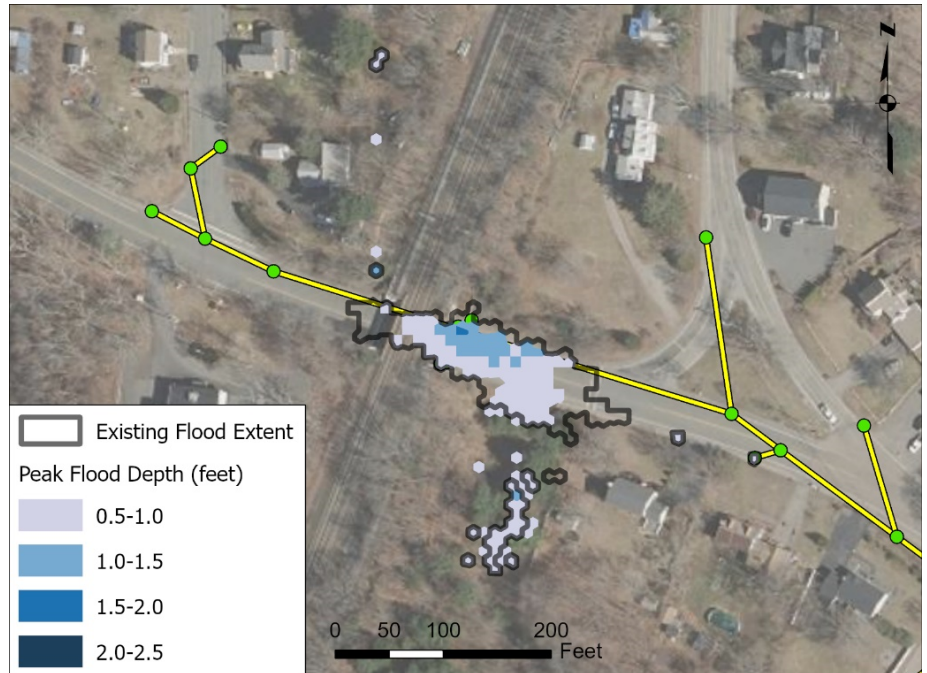 N
Existing Flood Extent
Peak Flood Depth (feet)
0.5-1.0
1.0-1.5
1.5-2.0
2.0-2.5
0 50 100 200
Feet